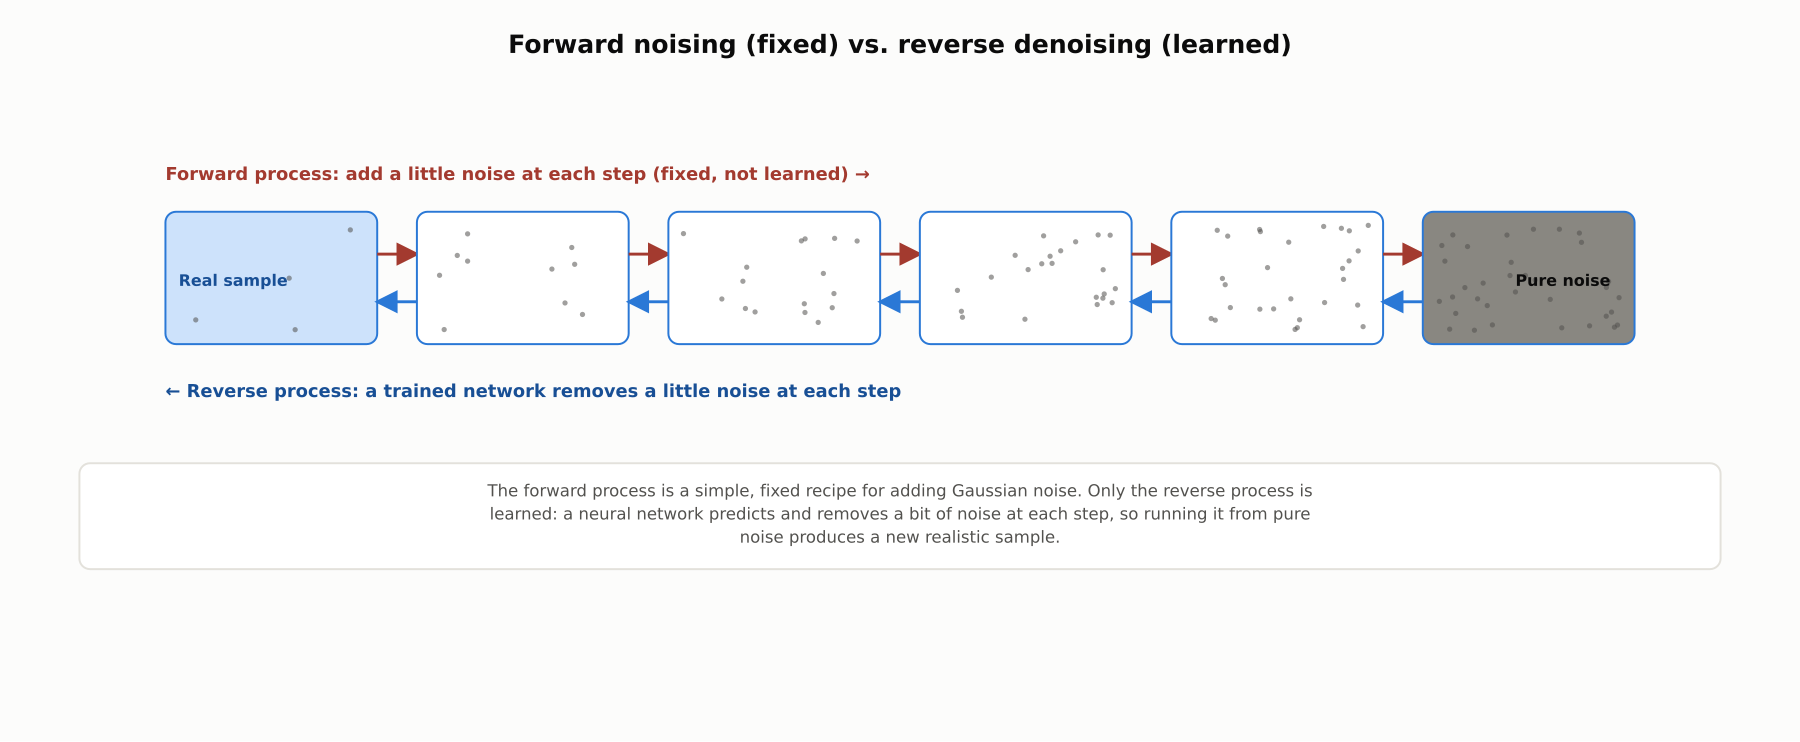 Forward noising (fixed) vs. reverse denoising (learned)
Forward process: add a little noise at each step (fixed, not learned) →
Real sample
Pure noise
← Reverse process: a trained network removes a little noise at each step
The forward process is a simple, fixed recipe for adding Gaussian noise. Only the reverse process is
learned: a neural network predicts and removes a bit of noise at each step, so running it from pure
noise produces a new realistic sample.